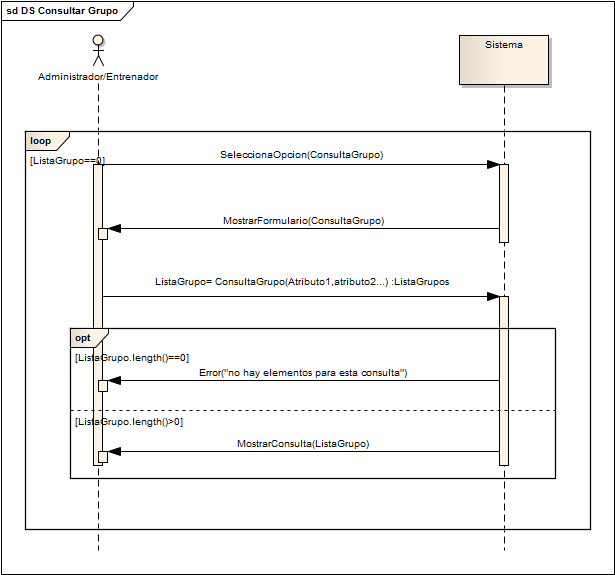 sd DS Consultar Grupo
Administrador/Entrenador
Sistema
loop
[ListaGrupo==0]
SeleccionaOpcion(ConsultaGrupo)
MostrarFormulario(ConsultaGrupo)
ListaGrupo= ConsultaGrupo(Atributo1,atributo2...) :ListaGrupos
opt
[ListaGrupo.length()==0]
Error("no hay elementos para esta consulta")
[ListaGrupo.length()>0]
MostrarConsulta(ListaGrupo)